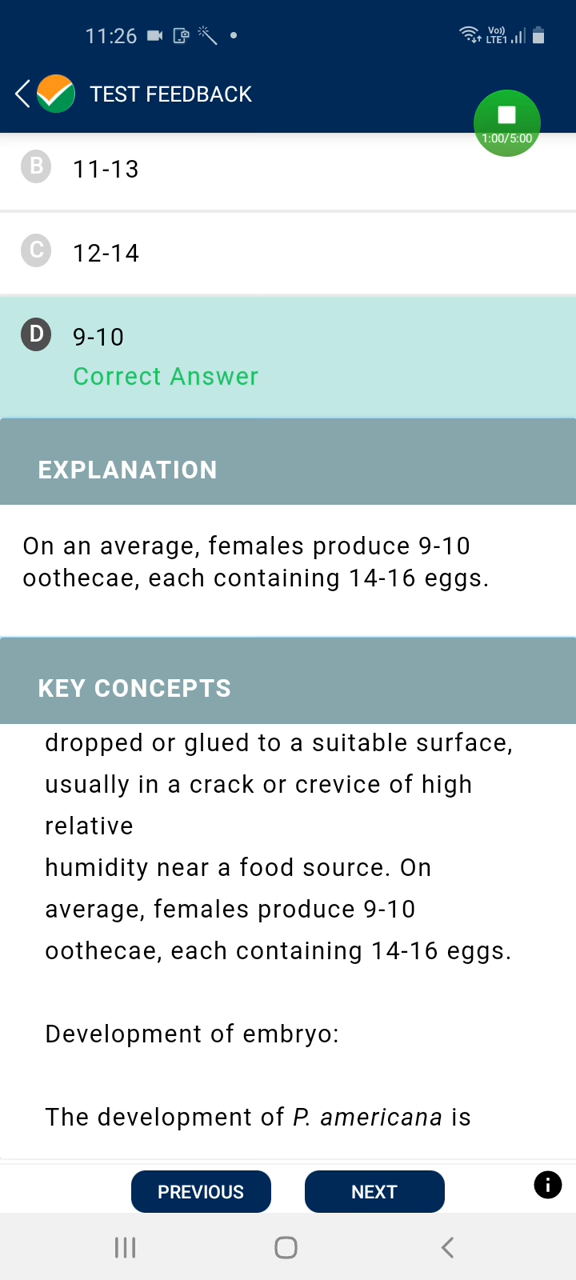 11:26
Vo))
LTE1
TEST FEEDBACK
1:00/5:00
B
11-13
C
12-14
D
9-10
Correct Answer
EXPLANATION
On an average, females produce 9-10
oothecae, each containing 14-16 eggs.
KEY CONCEPTS
dropped or glued to a suitable surface,
usually in a crack or crevice of high
relative
humidity near a food source. On
average, females produce 9-10
oothecae, each containing 14-16 eggs.
Development of embryo:
The development of P. americana is
PREVIOUS
NEXT
i